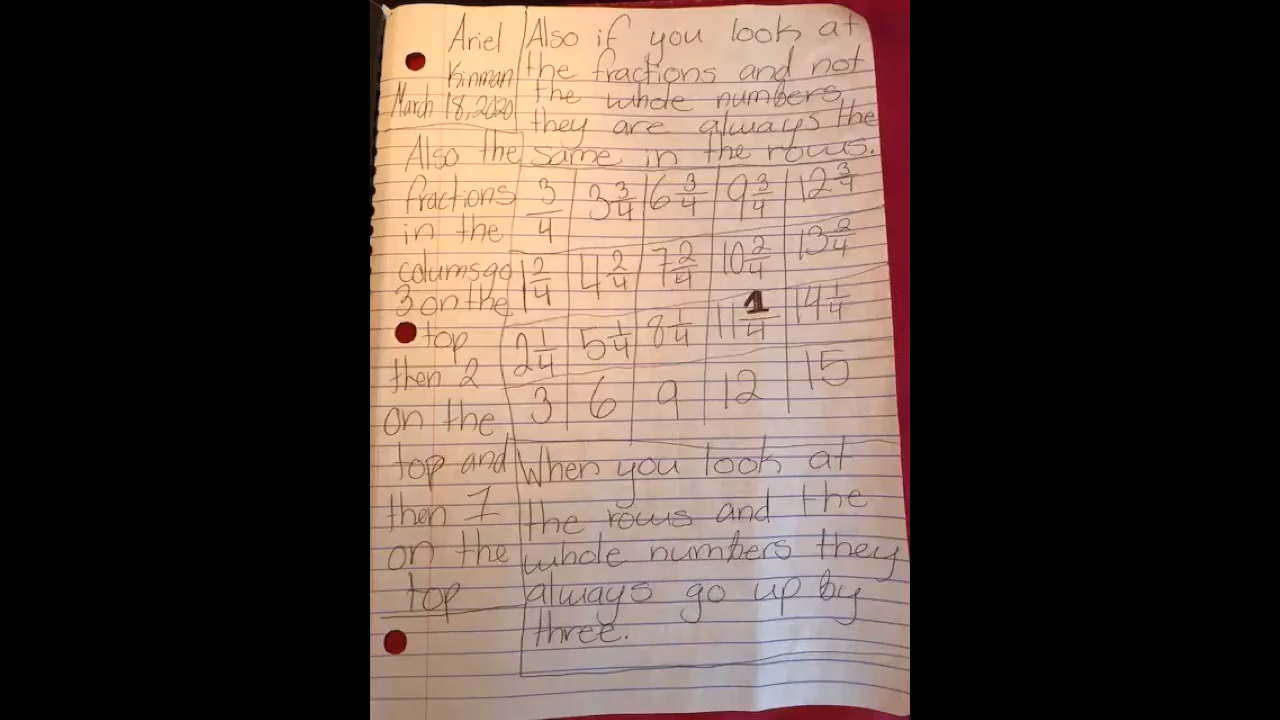 Ariel
Kinman
March 18, 2020
Also if you look at
the fractions and not
the whole numbers
they are always the
same in the rows.
Also the
fractions
in the
colums go
3 on the
top
then 2
on the
top and
then 1
on the
top
3/4 3 3/4 6 3/4 9 3/4 12 3/4
1 2/4 4 2/4 7 2/4 10 2/4 13 2/4
2 1/4 5 1/4 8 1/4 11 1/4 14 1/4
3 6 9 12 15
When you look at
the rows and the
whole numbers they
always go up by
three.